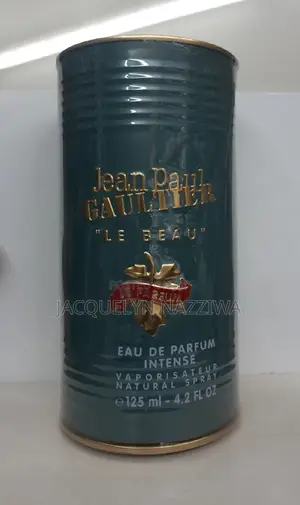 Jean Paul
GAULTIER
"LE BEAU"
JACQUELYN NAZZIWA
EAU DE PARFUM
INTENSE
VAPORISATEUR
NATURAL SPRAY
℮125 ml - 4.2 FL OZ